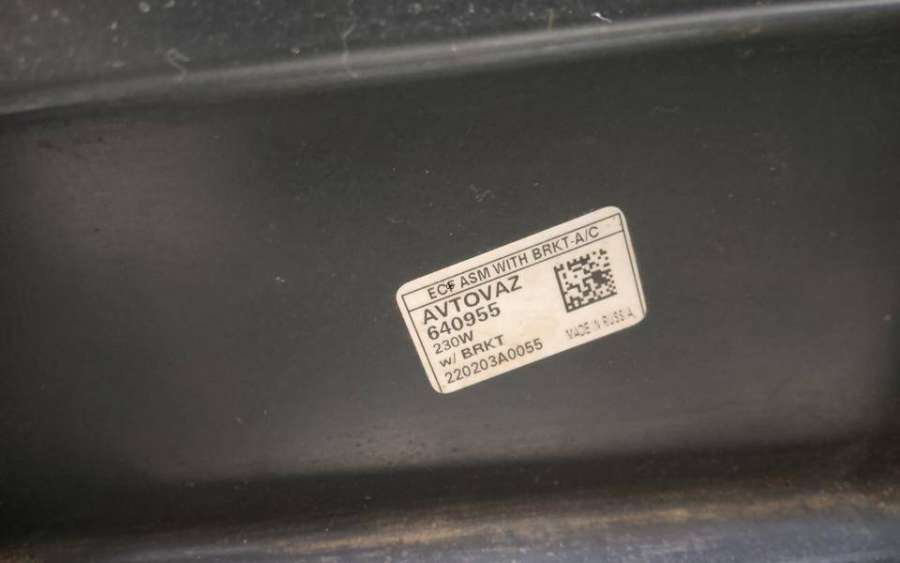 ECF ASM WITH BRKT-A/C
AVTOVAZ
640955
230W
w/ BRKT
220203A0055
MADE IN RUSSIA